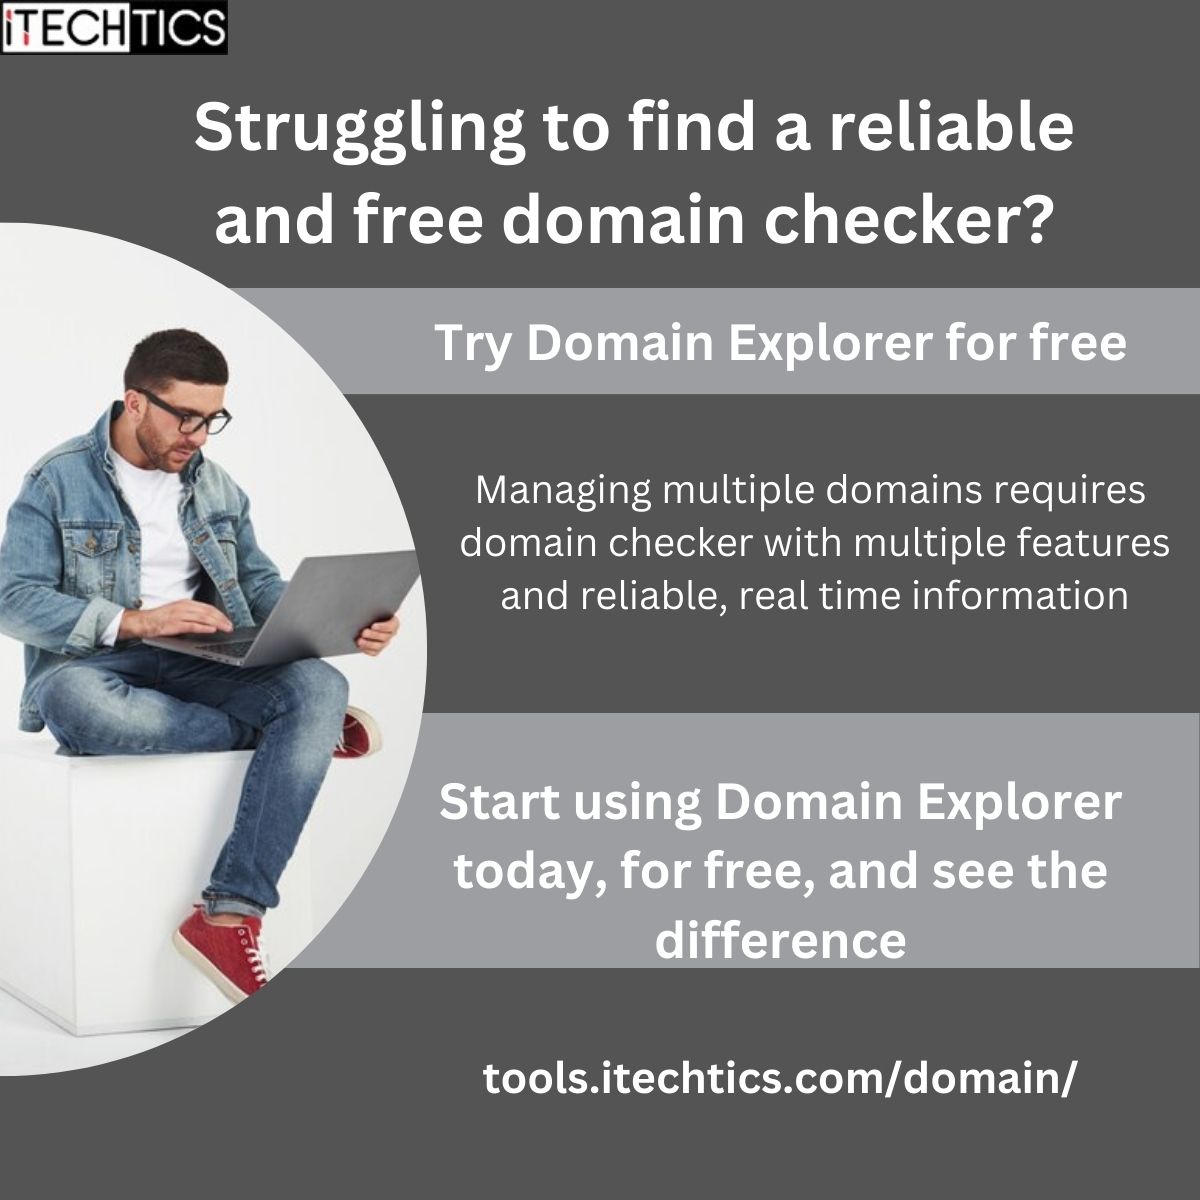 iTECHTICS
Struggling to find a reliable
and free domain checker?
Try Domain Explorer for free
Managing multiple domains requires
domain checker with multiple features
and reliable, real time information
Start using Domain Explorer
today, for free, and see the
difference
tools.itechtics.com/domain/